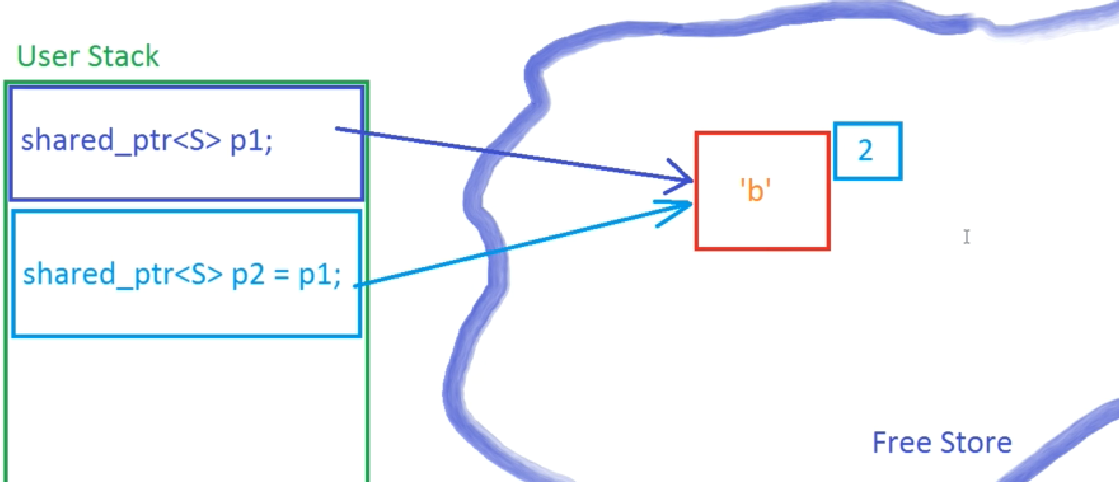 User Stack
shared_ptr<S> p1;
2
'b'
shared_ptr<S> p2 = p1;
Free Store